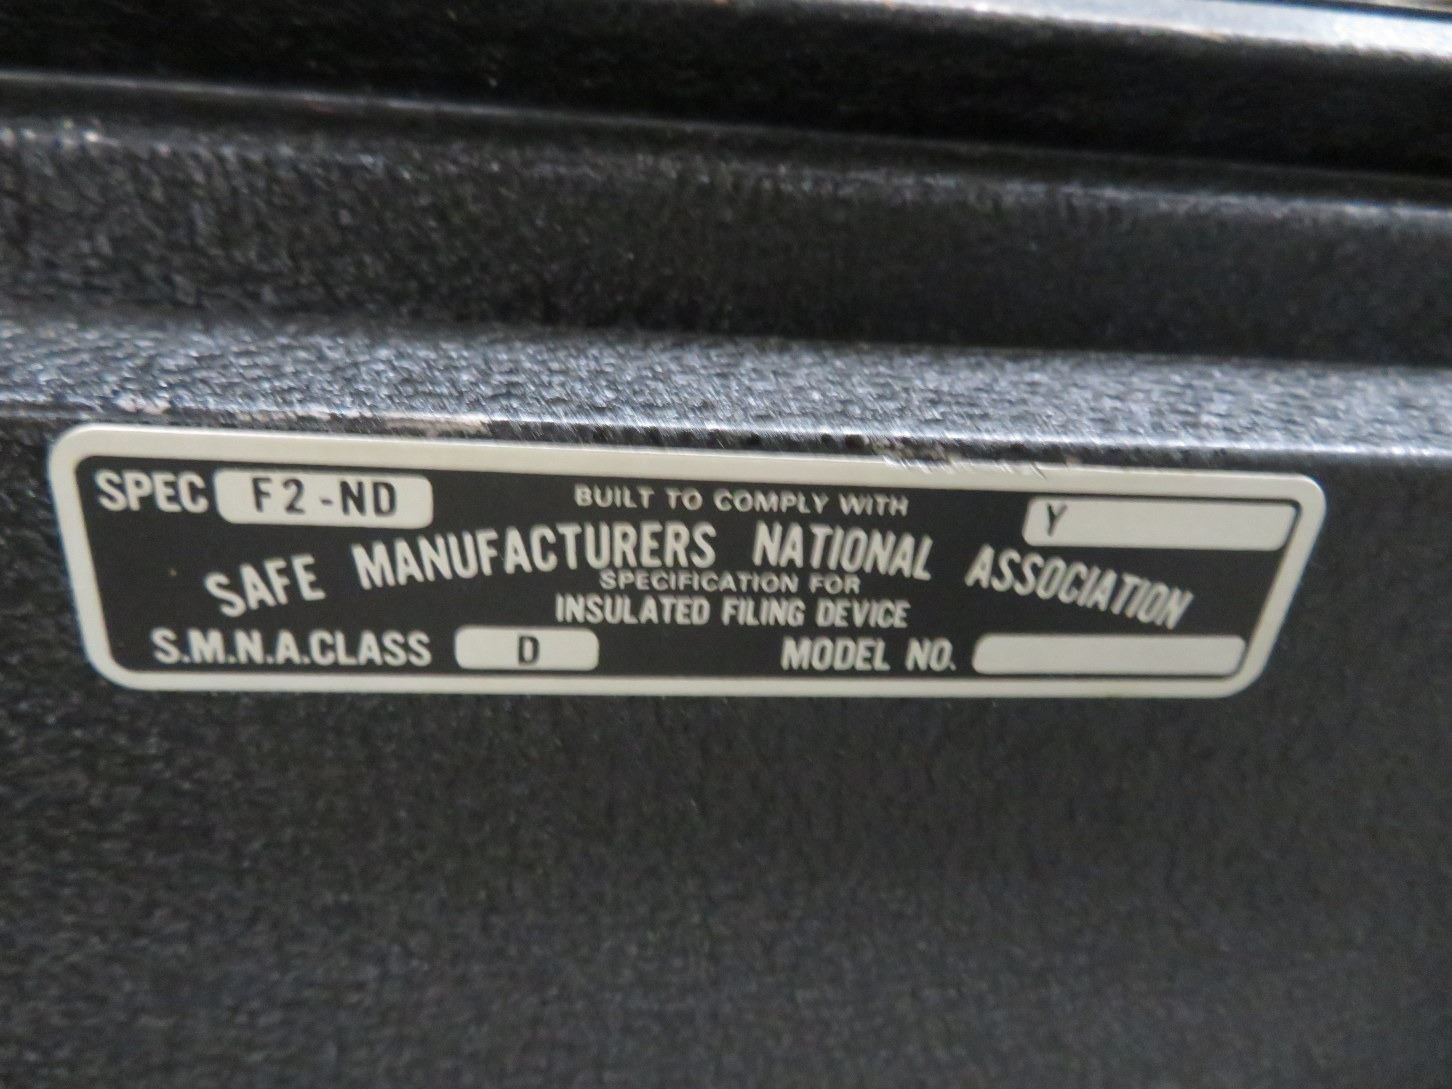 SPEC F2-ND BUILT TO COMPLY WITH Y
SAFE MANUFACTURERS NATIONAL ASSOCIATION
SPECIFICATION FOR
INSULATED FILING DEVICE
S.M.N.A.CLASS D MODEL NO.